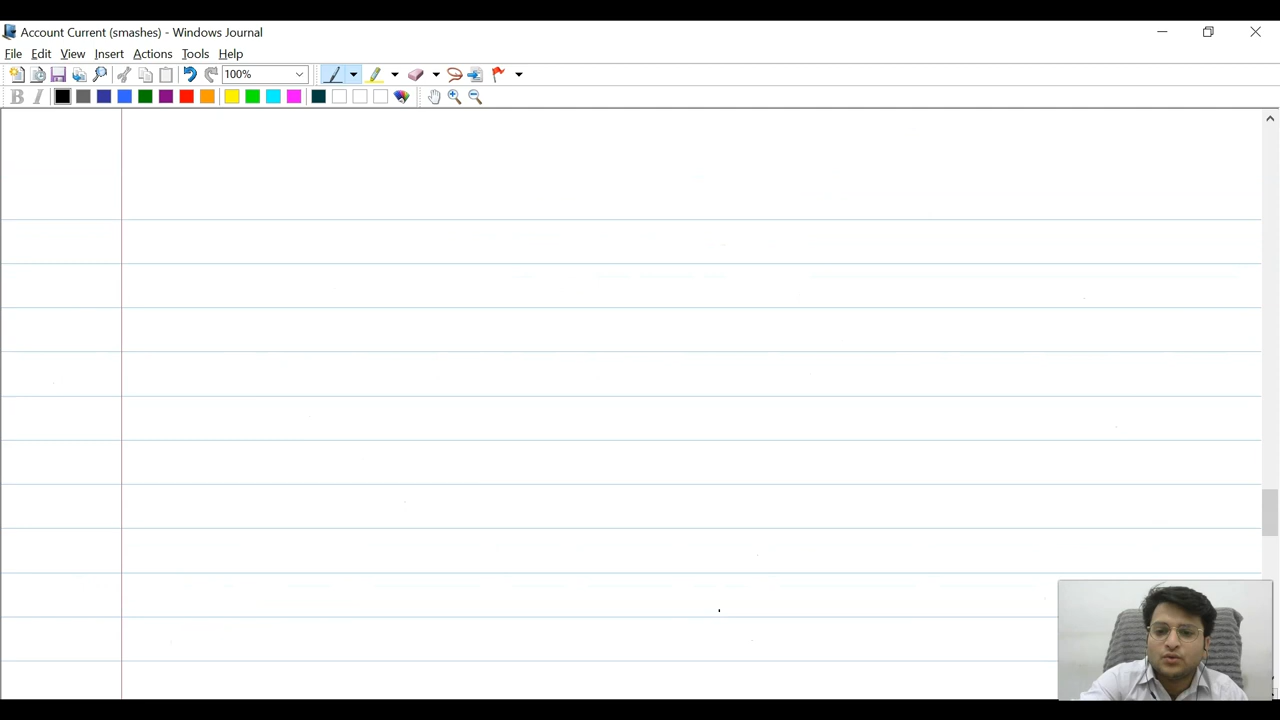 Account Current (smashes) - Windows Journal
File Edit View Insert Actions Tools Help
100%
B I